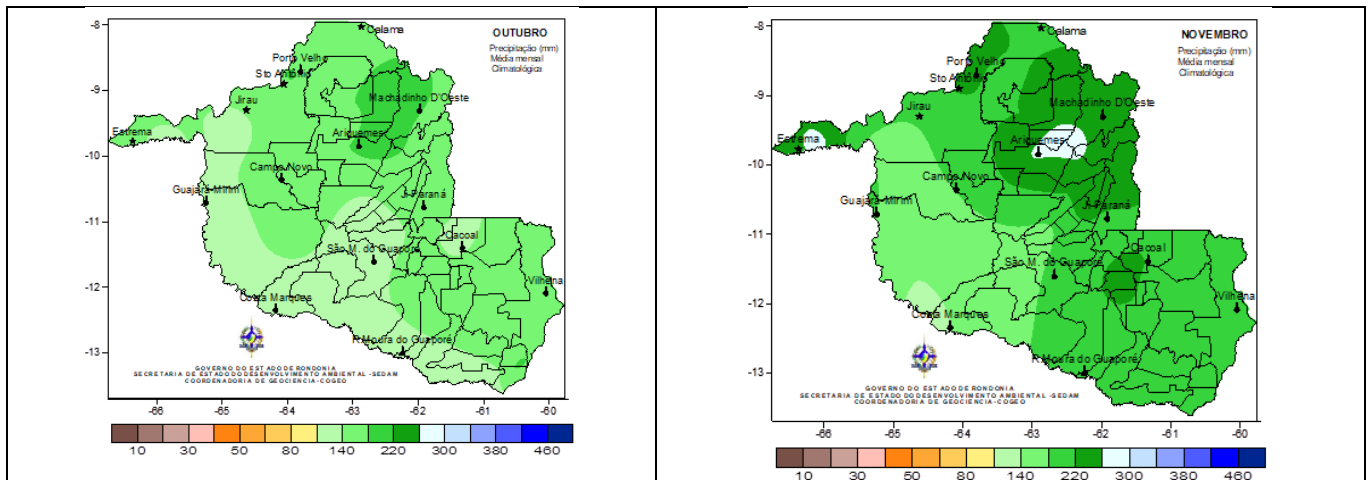 OUTUBRO
Precipitação (mm)
Média mensal
Climatológica
-8
-9
-10
-11
-12
-13
Calama
Porto Velho
Sto Antônio
Jirau
Machadinho D'Oeste
Estrema
Ariquemes
Campo Novo
Guajará-Mirim
Ji-Paraná
Cacoal
São M. do Guaporé
Vilhena
Costa Marques
R.Moura do Guaporé
GOVERNO DO ESTADO DE RONDONIA
SECRETARIA DE ESTADO DO DESENVOLVIMENTO AMBIENTAL -SEDAM
COORDENADORIA DE GEOCIENCIA-COGEO
-66 -65 -64 -63 -62 -61 -60
10 30 50 80 140 220 300 380 460
NOVEMBRO
Precipitação (mm)
Média mensal
Climatológica
-8
-9
-10
-11
-12
-13
Calama
Porto Velho
Sto Antônio
Jirau
Machadinho D'Oeste
Estrema
Ariquemes
Campo Novo
Guajará-Mirim
Ji-Paraná
Cacoal
São M. do Guaporé
Vilhena
Costa Marques
R.Moura do Guaporé
GOVERNO DO ESTADO DE RONDONIA
SECRETARIA DE ESTADO DO DESENVOLVIMENTO AMBIENTAL -SEDAM
COORDENADORIA DE GEOCIENCIA-COGEO
-66 -65 -64 -63 -62 -61 -60
10 30 50 80 140 220 300 380 460